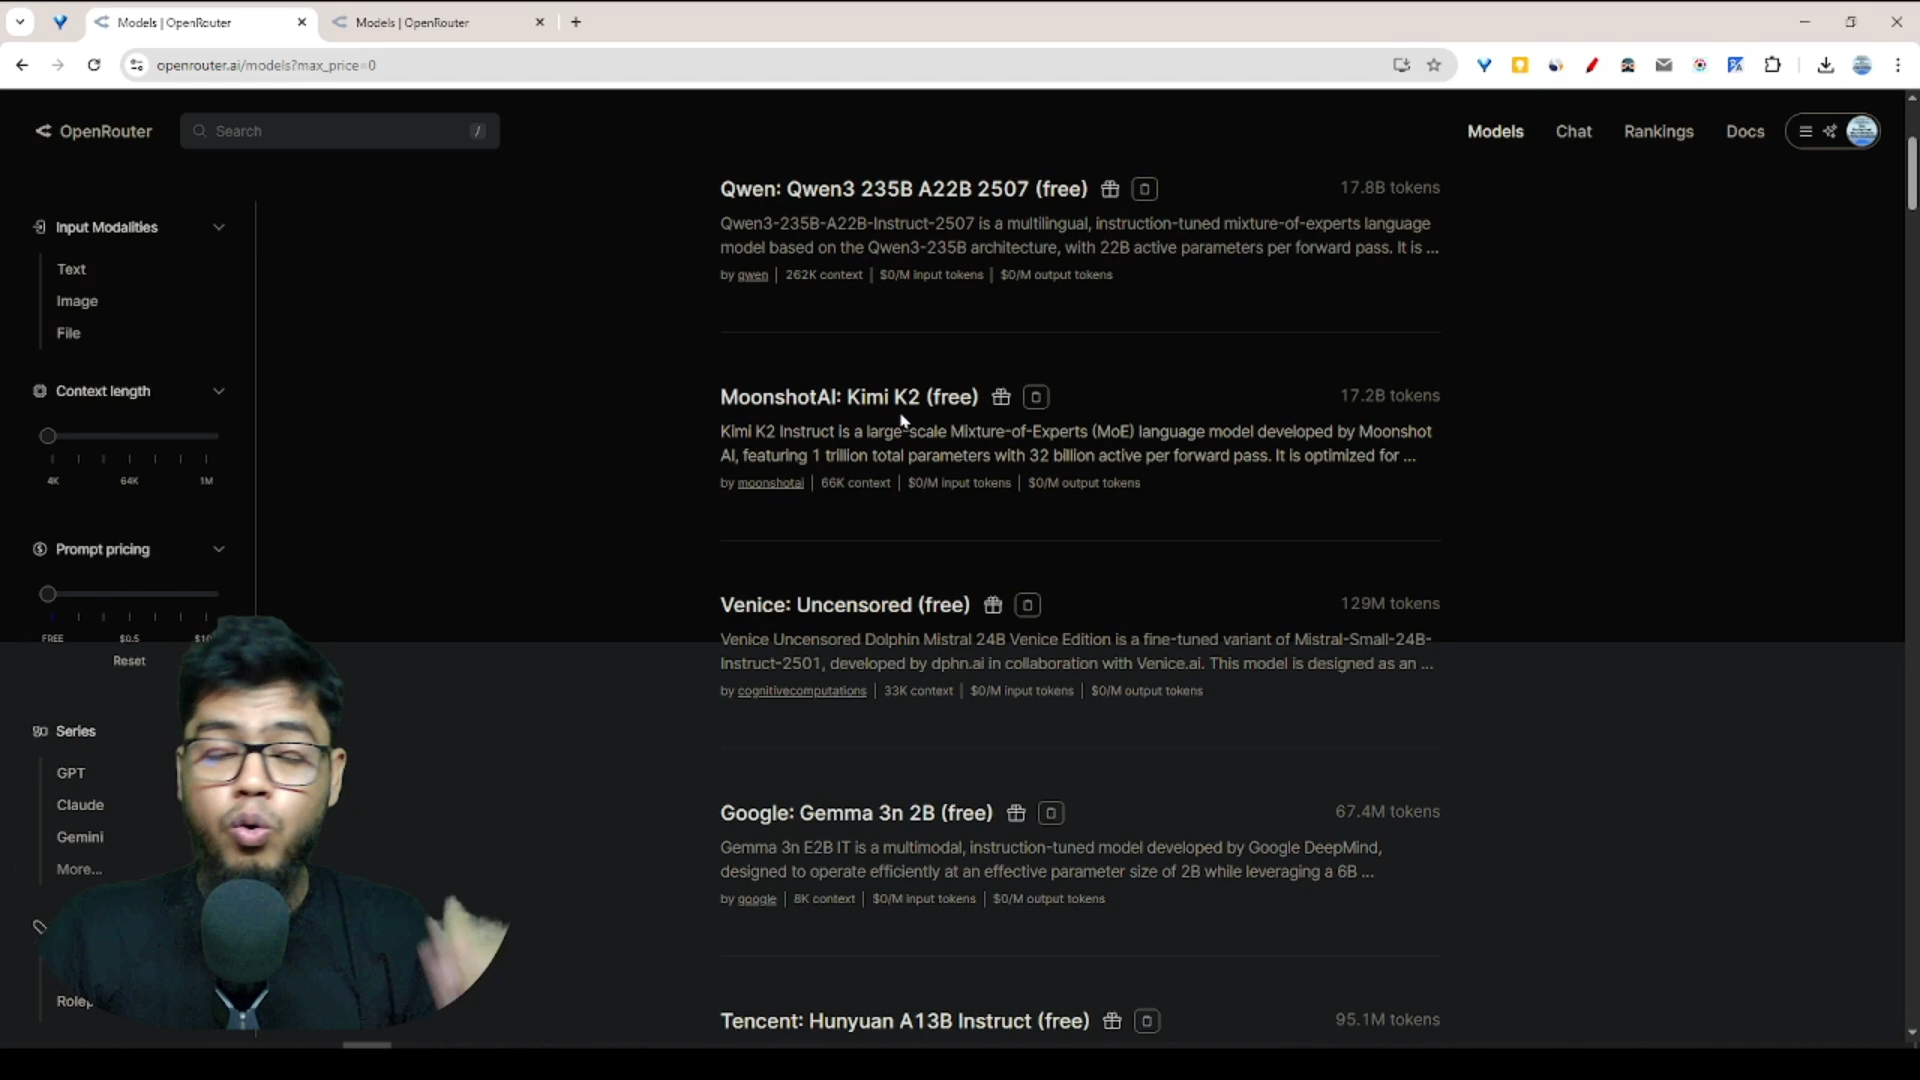 Models | OpenRouter
Models | OpenRouter
openrouter.ai/models?max_price=0
OpenRouter
Search
/
Models
Chat
Rankings
Docs
Input Modalities
Text
Image
File
Context length
4K
64K
1M
Prompt pricing
FREE
$0.5
$10
Reset
Series
GPT
Claude
Gemini
More...
Qwen: Qwen3 235B A22B 2507 (free)
17.8B tokens
Qwen3-235B-A22B-Instruct-2507 is a multilingual, instruction-tuned mixture-of-experts language
model based on the Qwen3-235B architecture, with 22B active parameters per forward pass. It is ...
by qwen | 262K context | $0/M input tokens | $0/M output tokens
MoonshotAI: Kimi K2 (free)
17.2B tokens
Kimi K2 Instruct is a large-scale Mixture-of-Experts (MoE) language model developed by Moonshot
AI, featuring 1 trillion total parameters with 32 billion active per forward pass. It is optimized for ...
by moonshotai | 66K context | $0/M input tokens | $0/M output tokens
Venice: Uncensored (free)
129M tokens
Venice Uncensored Dolphin Mistral 24B Venice Edition is a fine-tuned variant of Mistral-Small-24B-
Instruct-2501, developed by dphn.ai in collaboration with Venice.ai. This model is designed as an ...
by cognitivecomputations | 33K context | $0/M input tokens | $0/M output tokens
Google: Gemma 3n 2B (free)
67.4M tokens
Gemma 3n E2B IT is a multimodal, instruction-tuned model developed by Google DeepMind,
designed to operate efficiently at an effective parameter size of 2B while leveraging a 6B ...
by google | 8K context | $0/M input tokens | $0/M output tokens
Tencent: Hunyuan A13B Instruct (free)
95.1M tokens